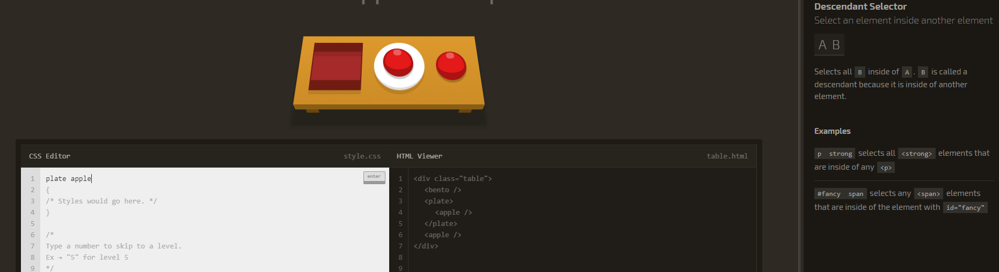 Descendant Selector
Select an element inside another element
A B
Selects all B inside of A . B is called a
descendant because it is inside of another
element.
Examples
p strong selects all <strong> elements that
are inside of any <p>
#fancy span selects any <span> elements
that are inside of the element with id="fancy"
CSS Editor style.css
1 plate apple
enter
2 {
3 /* Styles would go here. */
4 }
5
6 /*
7 Type a number to skip to a level.
8 Ex → "5" for level 5
9 */
HTML Viewer table.html
1 <div class="table">
2 <bento />
3 <plate>
4 <apple />
5 </plate>
6 <apple />
7 </div>
8
9